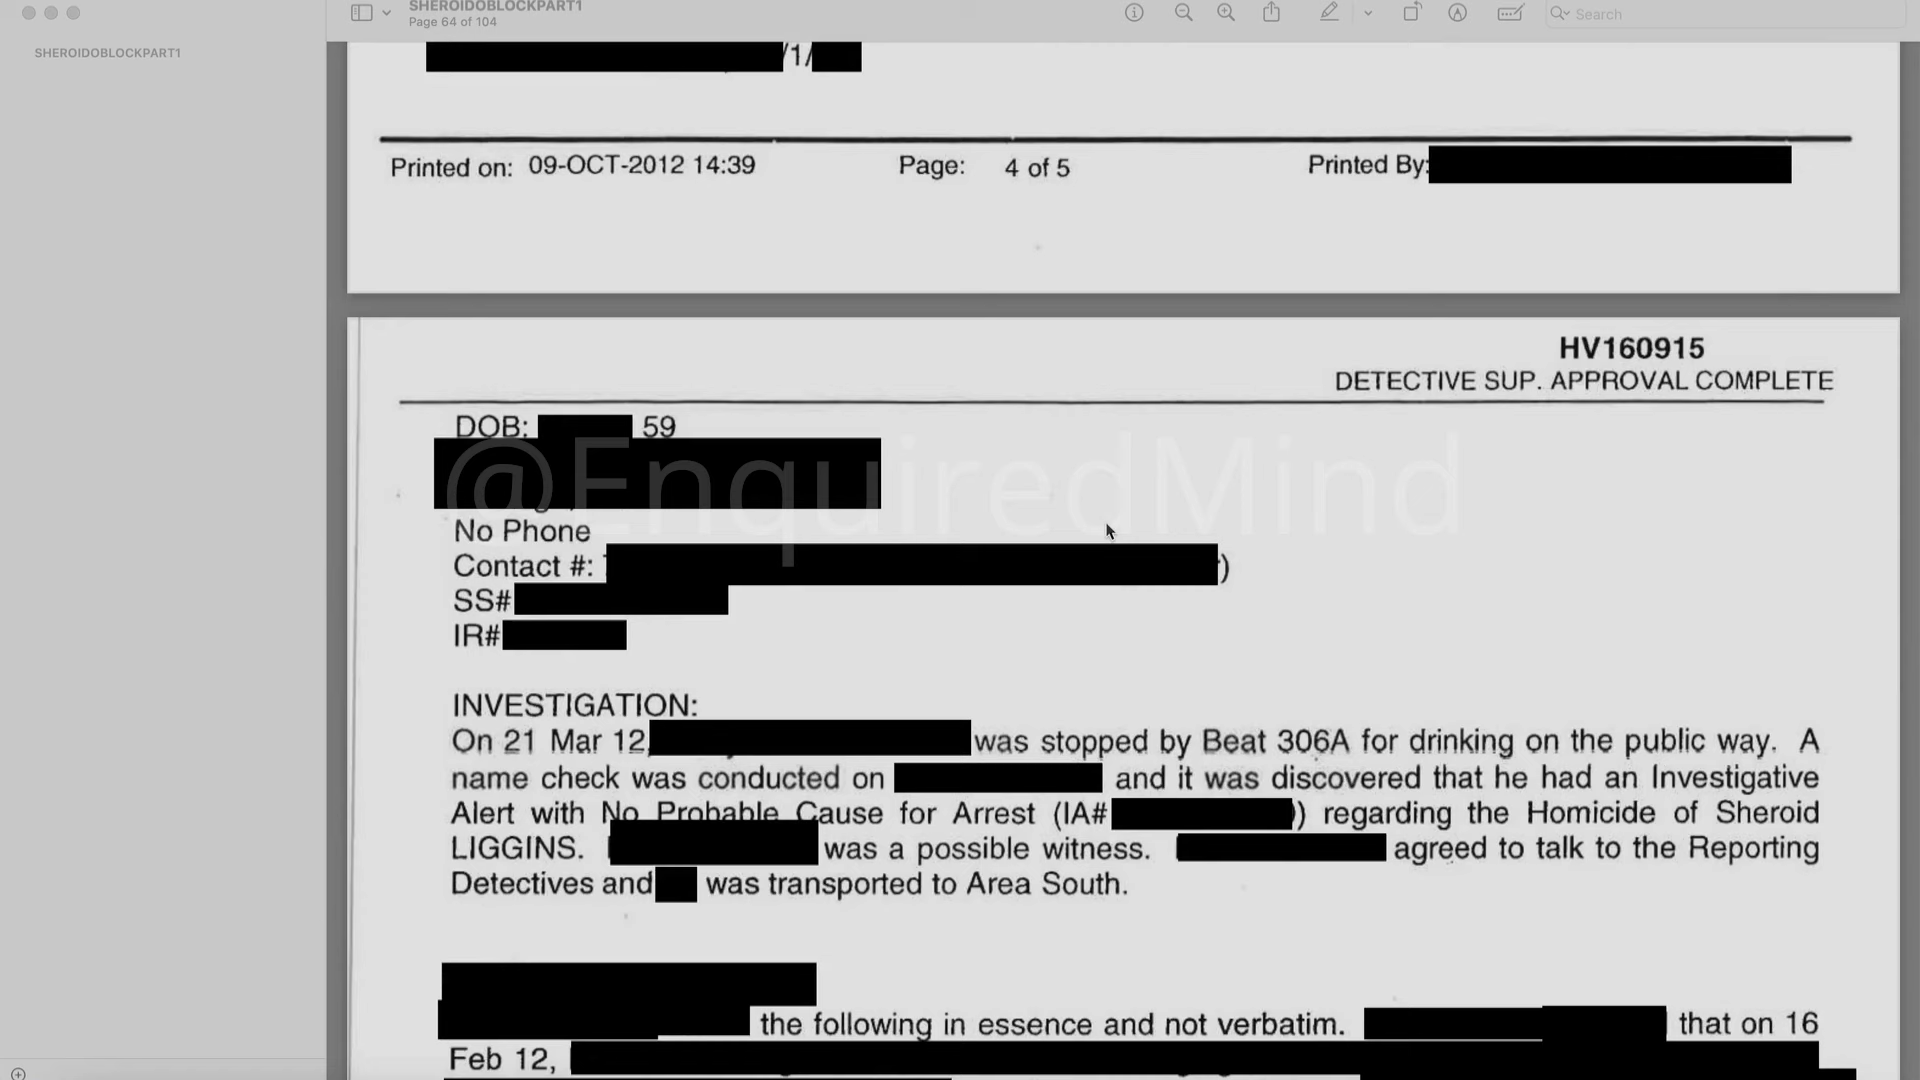 SHEROIDOBLOCKPART1
Page 64 of 104
Search
SHEROIDOBLOCKPART1
/1/
Printed on: 09-OCT-2012 14:39 Page: 4 of 5 Printed By:
HV160915
DETECTIVE SUP. APPROVAL COMPLETE
DOB: 59
@EnquiredMind
No Phone
Contact #: )
SS#
IR#
INVESTIGATION:
On 21 Mar 12, was stopped by Beat 306A for drinking on the public way. A
name check was conducted on and it was discovered that he had an Investigative
Alert with No Probable Cause for Arrest (IA# ) regarding the Homicide of Sheroid
LIGGINS. was a possible witness. agreed to talk to the Reporting
Detectives and was transported to Area South.
the following in essence and not verbatim. that on 16
Feb 12,